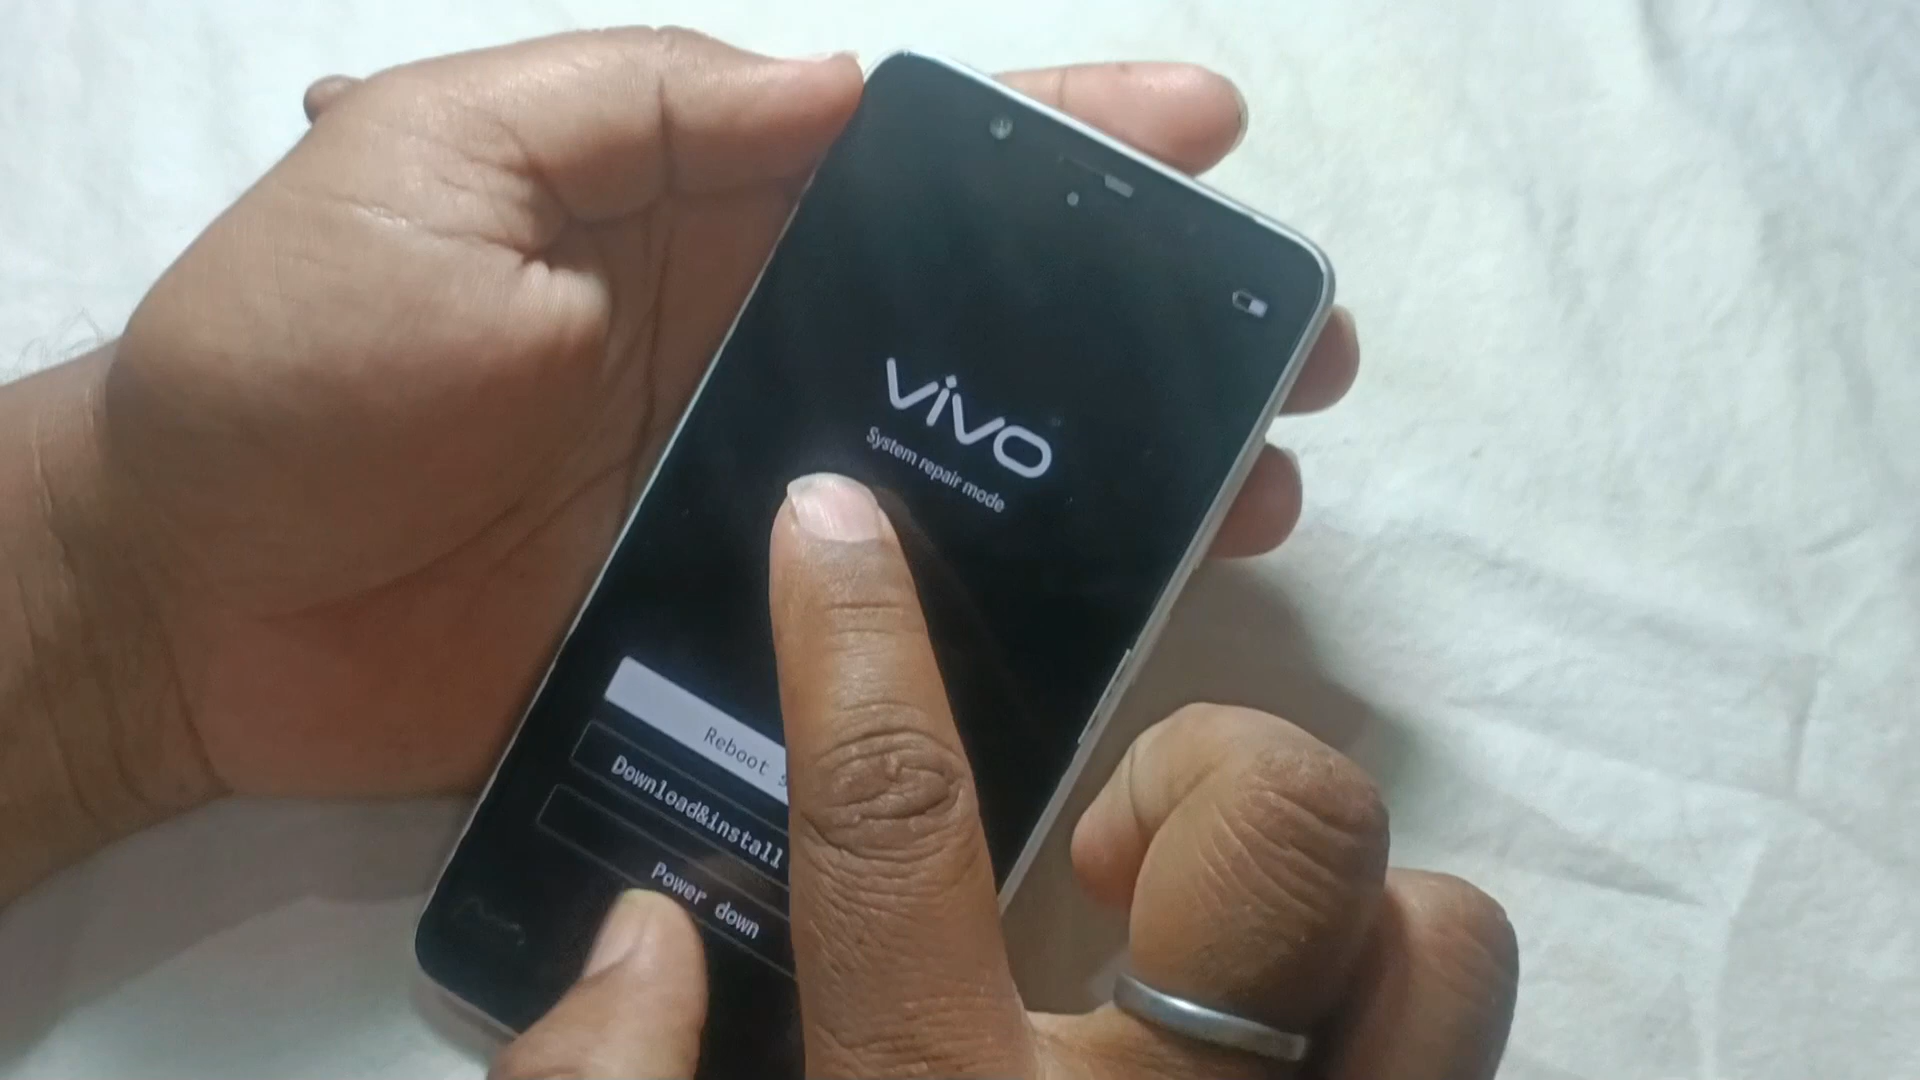 vivo
System repair mode
Reboot
Download&install
Power down